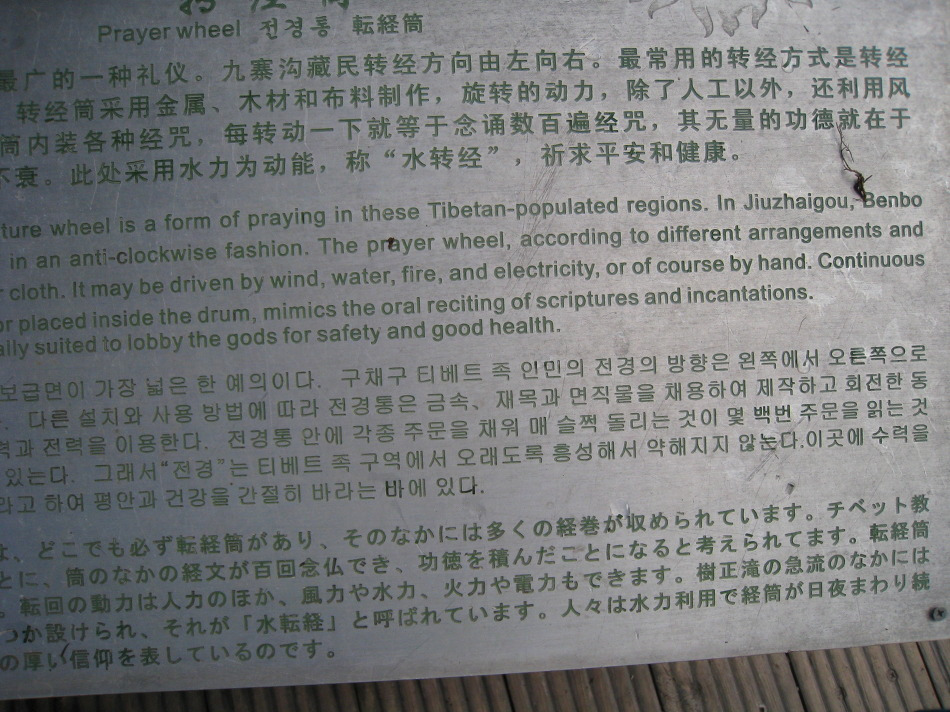 Prayer wheel 전경통 転経筒
最广的一种礼仪。九寨沟藏民转经方向由左向右。最常用的转经方式是转经
转经筒采用金属、木材和布料制作，旋转的动力，除了人工以外，还利用风
筒内装各种经咒，每转动一下就等于念诵数百遍经咒，其无量的功德就在于
不衰。此处采用水力为动能，称“水转经”，祈求平安和健康。
ture wheel is a form of praying in these Tibetan-populated regions. In Jiuzhaigou, Benbo
in an anti-clockwise fashion. The prayer wheel, according to different arrangements and
cloth. It may be driven by wind, water, fire, and electricity, or of course by hand. Continuous
or placed inside the drum, mimics the oral reciting of scriptures and incantations.
ally suited to lobby the gods for safety and good health.
보급면이 가장 넓은 한 예의이다. 구채구 티베트 족 인민의 전경의 방향은 왼쪽에서 오른쪽으로
다른 설치와 사용 방법에 따라 전경통은 금속、재목과 면직물을 채용하여 제작하고 회전한 동
력과 전력을 이용한다. 전경통 안에 각종 주문을 채워 매 슬쩍 돌리는 것이 몇 백번 주문을 읽는 것
있는다. 그래서“전경”는 티베트 족 구역에서 오래도록 흥성해서 약해지지 않는다.이곳에 수력을
라고 하여 평안과 건강을 간절히 바라는 바에 있다.
は、どこでも必ず転経筒があり、そのなかには多くの経巻が収められています。チベット教
とに、筒のなかの経文が百回念仏でき、功徳を積んだことになると考えられてます。転経筒
。転回の動力は人力のほか、風力や水力、火力や電力もできます。樹正滝の急流のなかには
つか設けられ、それが「水転経」と呼ばれています。人々は水力利用で経筒が日夜まわり続
の厚い信仰を表しているのです。